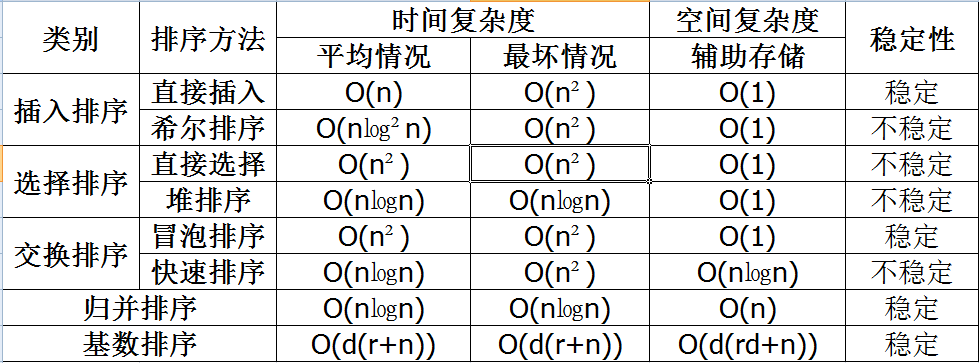 类别 排序方法 时间复杂度 空间复杂度 稳定性
平均情况 最坏情况 辅助存储
插入排序 直接插入 O(n) O(n²) O(1) 稳定
希尔排序 O(nlog²n) O(n²) O(1) 不稳定
选择排序 直接选择 O(n²) O(n²) O(1) 不稳定
堆排序 O(nlogn) O(nlogn) O(1) 不稳定
交换排序 冒泡排序 O(n²) O(n²) O(1) 稳定
快速排序 O(nlogn) O(n²) O(nlogn) 不稳定
归并排序 O(nlogn) O(nlogn) O(n) 稳定
基数排序 O(d(r+n)) O(d(r+n)) O(d(rd+n)) 稳定